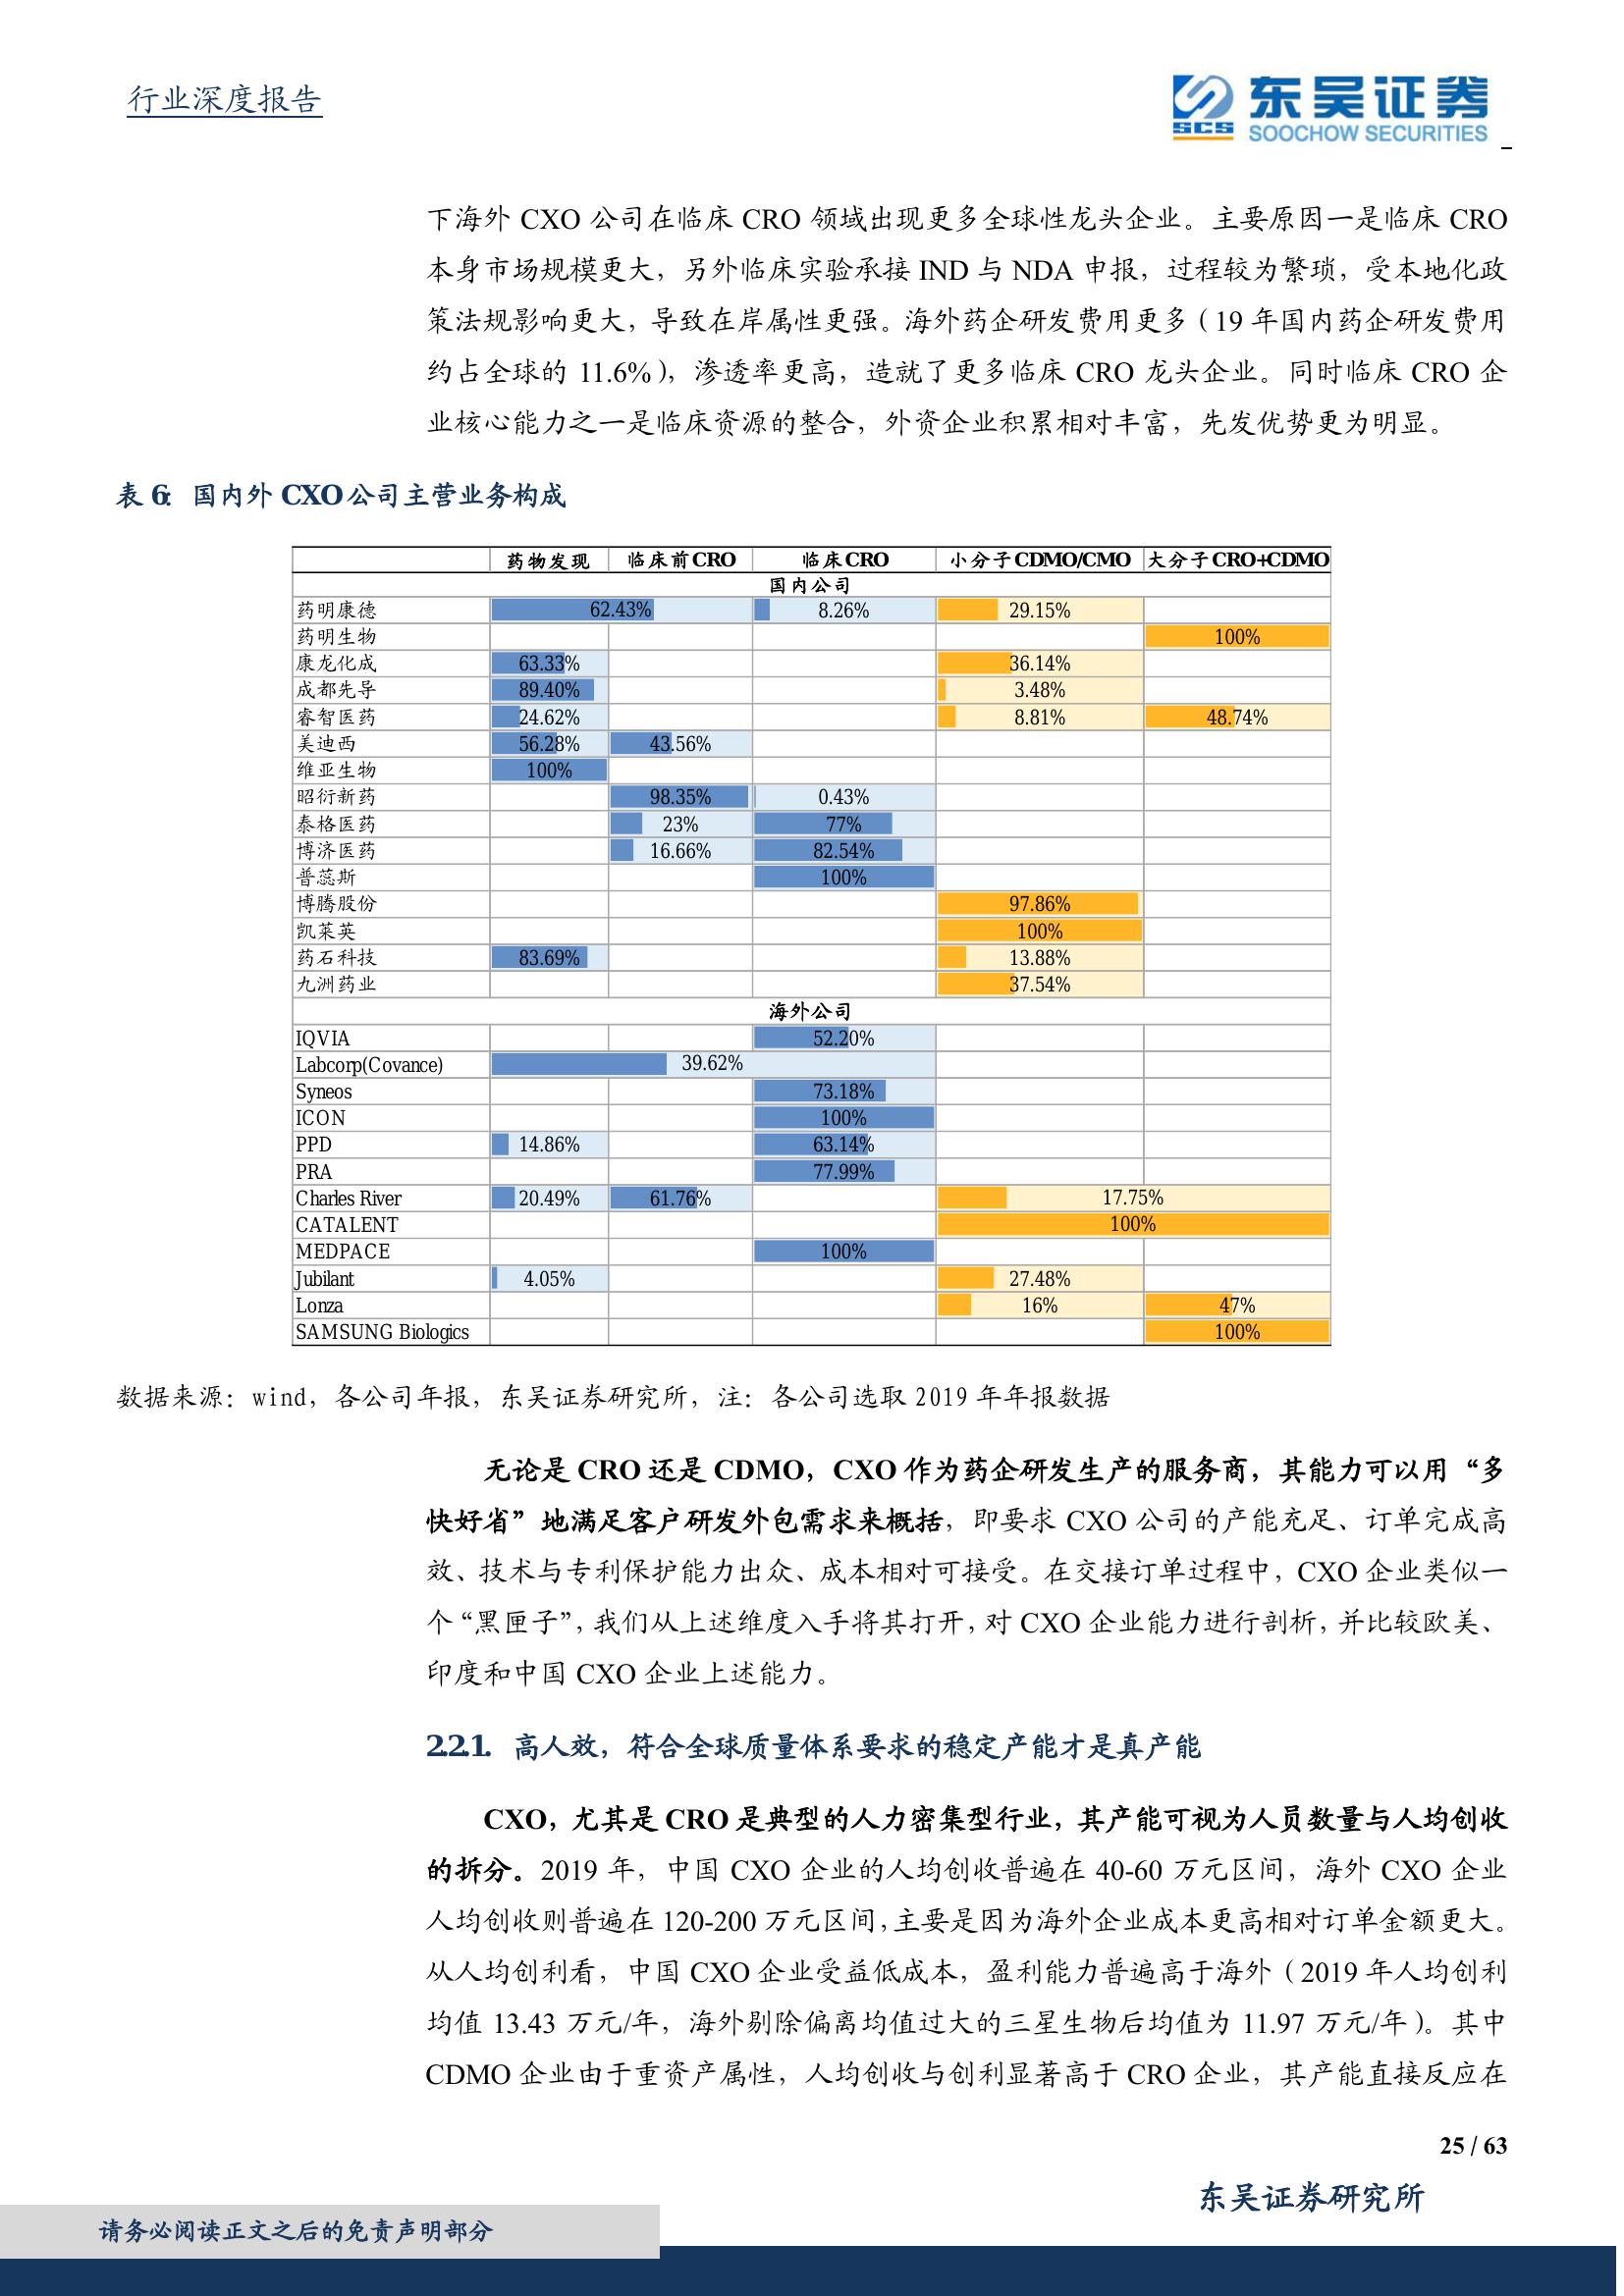 行业深度报告
SCS 东吴证券
SOOCHOW SECURITIES
下海外 CXO 公司在临床 CRO 领域出现更多全球性龙头企业。主要原因一是临床 CRO
本身市场规模更大，另外临床实验承接 IND 与 NDA 申报，过程较为繁琐，受本地化政
策法规影响更大，导致在岸属性更强。海外药企研发费用更多（19 年国内药企研发费用
约占全球的 11.6%），渗透率更高，造就了更多临床 CRO 龙头企业。同时临床 CRO 企
业核心能力之一是临床资源的整合，外资企业积累相对丰富，先发优势更为明显。
表 6: 国内外 CXO 公司主营业务构成
药物发现 临床前 CRO 临床 CRO 小分子 CDMO/CMO 大分子 CRO+CDMO
国内公司
药明康德 62.43% 8.26% 29.15%
药明生物 100%
康龙化成 63.33% 36.14%
成都先导 89.40% 3.48%
睿智医药 24.62% 8.81% 48.74%
美迪西 56.28% 43.56%
维亚生物 100%
昭衍新药 98.35% 0.43%
泰格医药 23% 77%
博济医药 16.66% 82.54%
普蕊斯 100%
博腾股份 97.86%
凯莱英 100%
药石科技 83.69% 13.88%
九洲药业 37.54%
海外公司
IQVIA 52.20%
Labcorp(Covance) 39.62%
Syneos 73.18%
ICON 100%
PPD 14.86% 63.14%
PRA 77.99%
Charles River 20.49% 61.76% 17.75%
CATALENT 100%
MEDPACE 100%
Jubilant 4.05% 27.48%
Lonza 16% 47%
SAMSUNG Biologics 100%
数据来源：wind，各公司年报，东吴证券研究所，注：各公司选取 2019 年年报数据
无论是 CRO 还是 CDMO，CXO 作为药企研发生产的服务商，其能力可以用“多
快好省”地满足客户研发外包需求来概括，即要求 CXO 公司的产能充足、订单完成高
效、技术与专利保护能力出众、成本相对可接受。在交接订单过程中，CXO 企业类似一
个“黑匣子”，我们从上述维度入手将其打开，对 CXO 企业能力进行剖析，并比较欧美、
印度和中国 CXO 企业上述能力。
2.2.1. 高人效，符合全球质量体系要求的稳定产能才是真产能
CXO，尤其是 CRO 是典型的人力密集型行业，其产能可视为人员数量与人均创收
的拆分。2019 年，中国 CXO 企业的人均创收普遍在 40-60 万元区间，海外 CXO 企业
人均创收则普遍在 120-200 万元区间，主要是因为海外企业成本更高相对订单金额更大。
从人均创利看，中国 CXO 企业受益低成本，盈利能力普遍高于海外（2019 年人均创利
均值 13.43 万元/年，海外剔除偏离均值过大的三星生物后均值为 11.97 万元/年）。其中
CDMO 企业由于重资产属性，人均创收与创利显著高于 CRO 企业，其产能直接反应在
25 / 63
东吴证券研究所
请务必阅读正文之后的免责声明部分